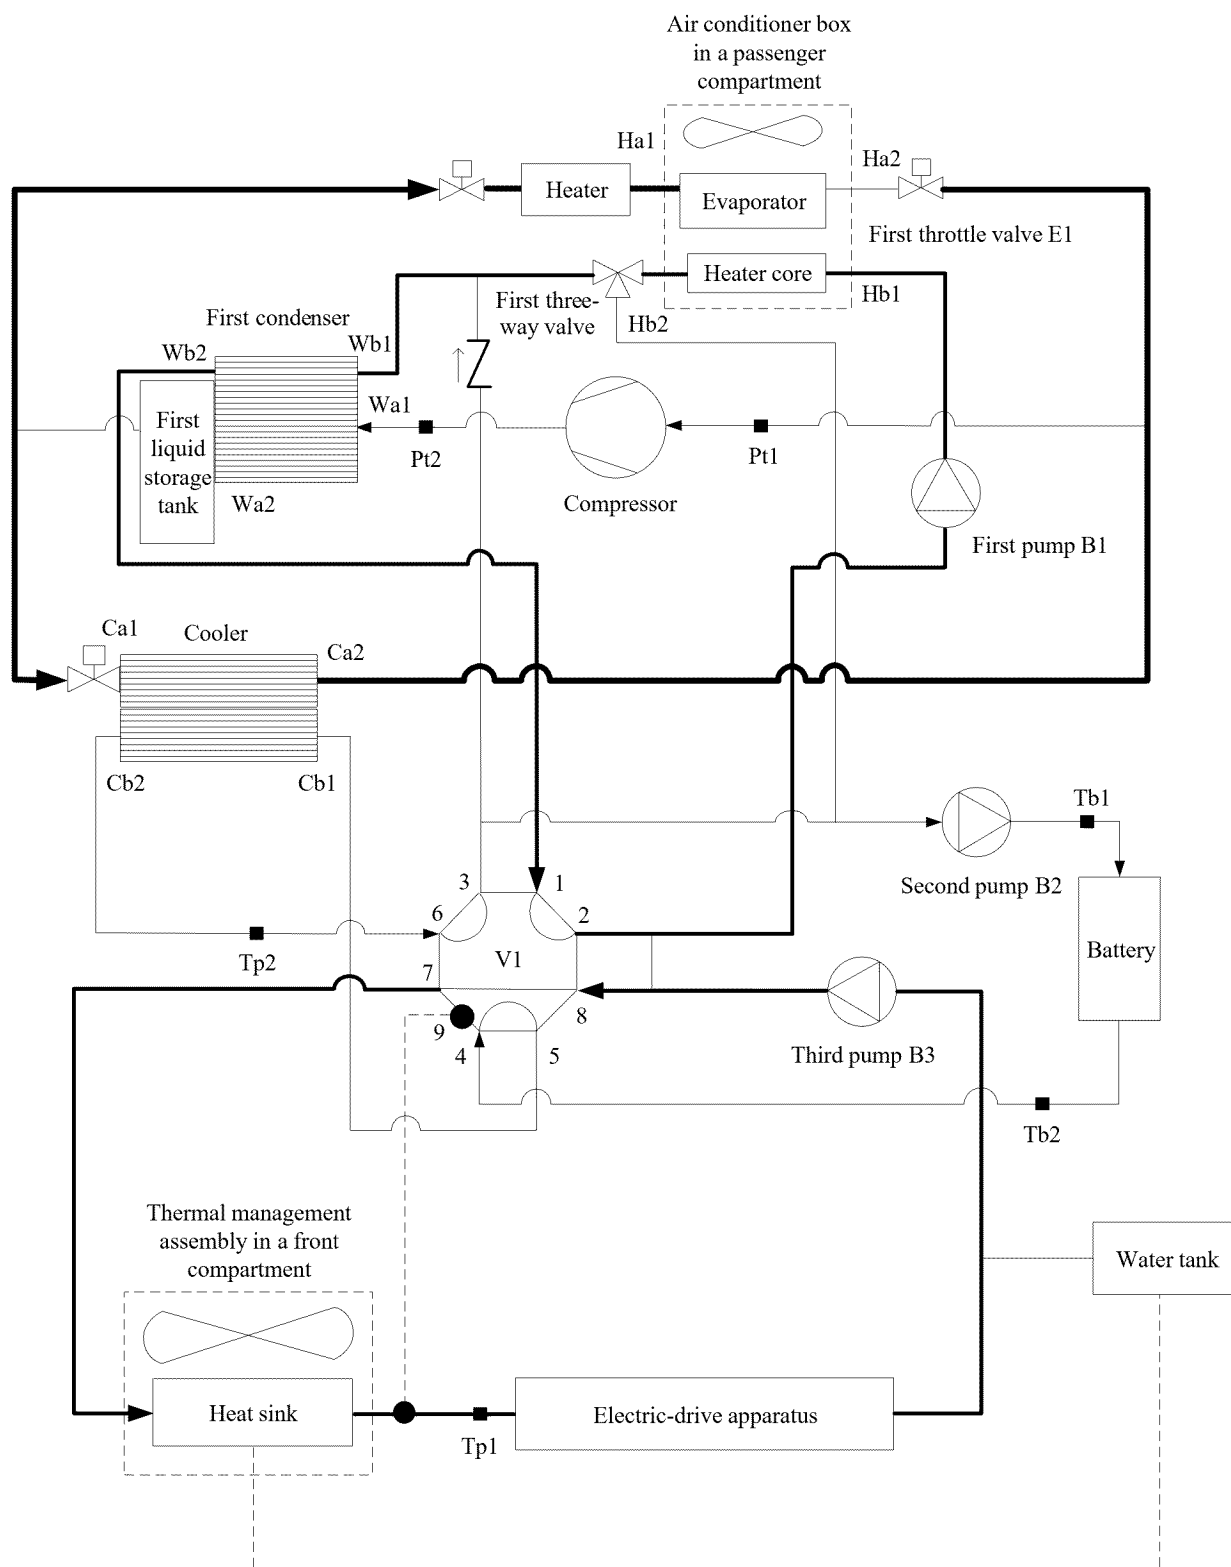 Air conditioner box
in a passenger
compartment
Ha1
Ha2
Heater
Evaporator
First throttle valve E1
Heater core
Hb1
First three-
way valve
Hb2
First condenser
Wb2
Wb1
Wa1
First
liquid
storage
tank
Wa2
Pt2
Pt1
Compressor
First pump B1
Ca1
Cooler
Ca2
Cb2
Cb1
Tb1
Second pump B2
3
1
6
2
V1
Battery
Tp2
7
8
9
4
5
Third pump B3
Tb2
Thermal management
assembly in a front
compartment
Water tank
Heat sink
Electric-drive apparatus
Tp1